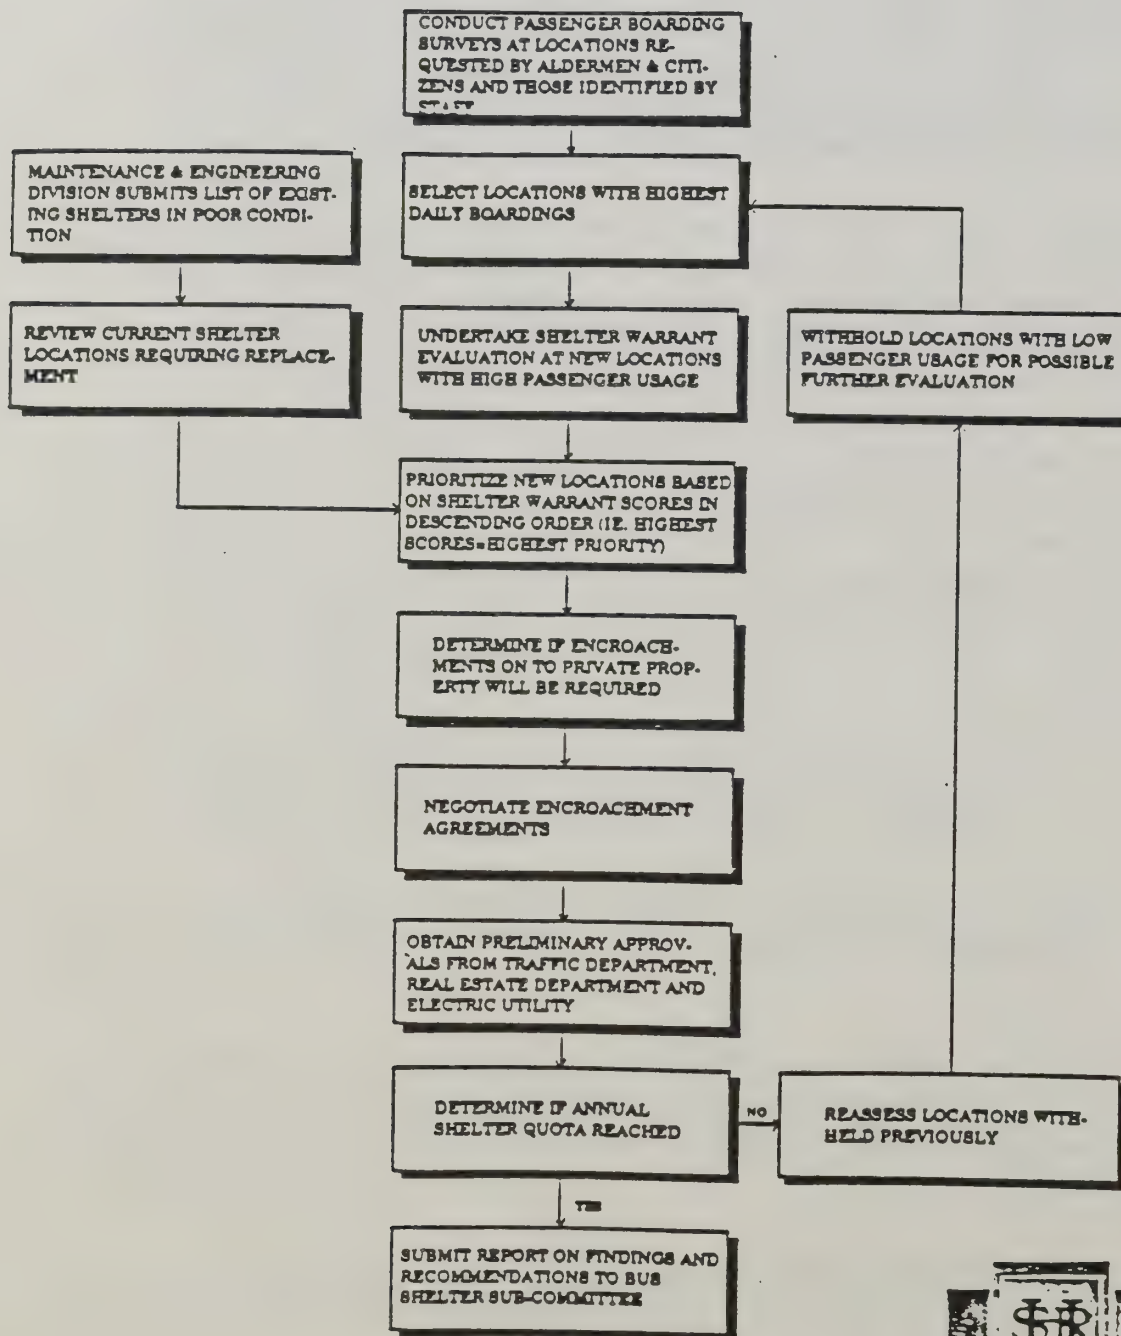 CONDUCT PASSENGER BOARDING
SURVEYS AT LOCATIONS RE-
QUESTED BY ALDERMEN & CITI-
ZENS AND THOSE IDENTIFIED BY
STAFF
MAINTENANCE & ENGINEERING
DIVISION SUBMITS LIST OF EXIST-
ING SHELTERS IN POOR CONDI-
TION
SELECT LOCATIONS WITH HIGHEST
DAILY BOARDINGS
REVIEW CURRENT SHELTER
LOCATIONS REQUIRING REPLACE-
MENT
UNDERTAKE SHELTER WARRANT
EVALUATION AT NEW LOCATIONS
WITH HIGH PASSENGER USAGE
WITHHOLD LOCATIONS WITH LOW
PASSENGER USAGE FOR POSSIBLE
FURTHER EVALUATION
PRIORITIZE NEW LOCATIONS BASED
ON SHELTER WARRANT SCORES IN
DESCENDING ORDER (IE. HIGHEST
SCORES=HIGHEST PRIORITY)
DETERMINE IF ENCROACH-
MENTS ON TO PRIVATE PROP-
ERTY WILL BE REQUIRED
NEGOTIATE ENCROACHMENT
AGREEMENTS
OBTAIN PRELIMINARY APPROV-
ALS FROM TRAFFIC DEPARTMENT,
REAL ESTATE DEPARTMENT AND
ELECTRIC UTILITY
DETERMINE IF ANNUAL
SHELTER QUOTA REACHED
NO
REASSESS LOCATIONS WITH-
HELD PREVIOUSLY
YES
SUBMIT REPORT ON FINDINGS AND
RECOMMENDATIONS TO BUS
SHELTER SUB-COMMITTEE